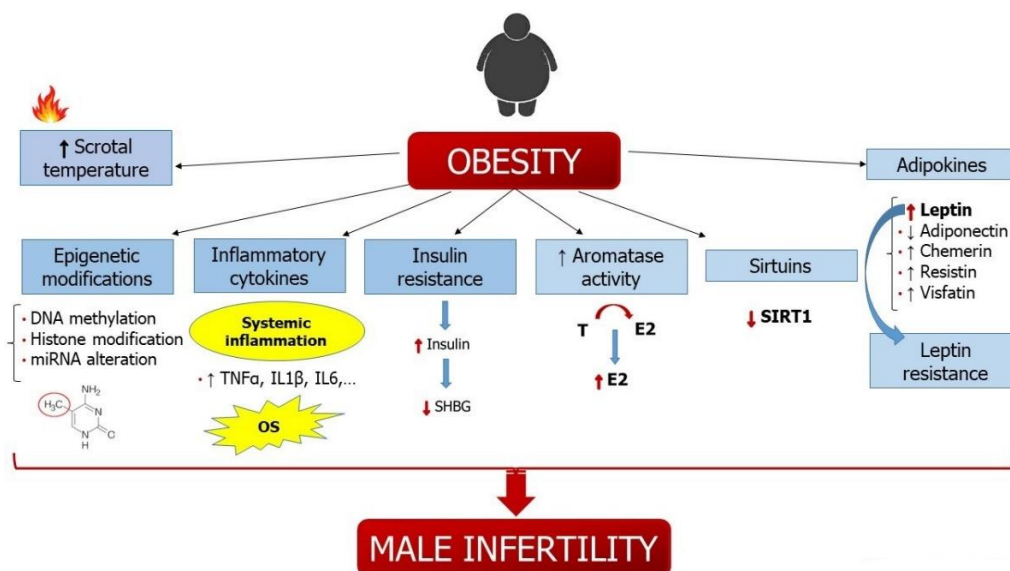 OBESITY
↑ Scrotal
temperature
Adipokines
↑ Leptin
• ↓ Adiponectin
• ↑ Chemerin
• ↑ Resistin
• ↑ Visfatin
Leptin
resistance
Epigenetic
modifications
• DNA methylation
• Histone modification
• miRNA alteration
NH₂
H₃C
N
N
H
O
Inflammatory
cytokines
Systemic
inflammation
• ↑ TNFα, IL1β, IL6,...
OS
Insulin
resistance
↑ Insulin
↓ SHBG
↑ Aromatase
activity
T E2
↑ E2
Sirtuins
↓ SIRT1
MALE INFERTILITY